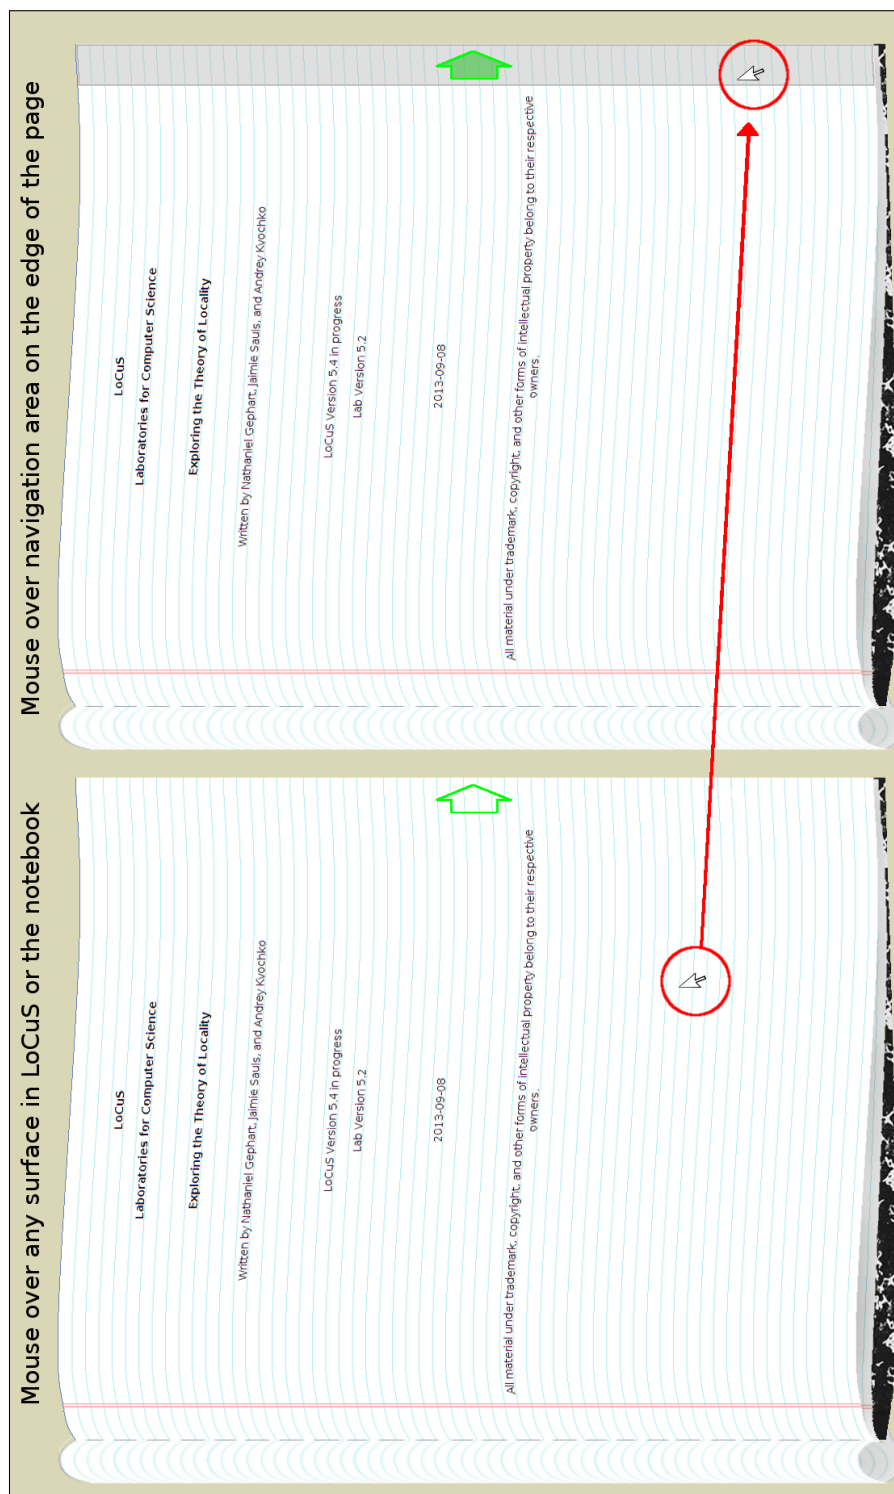 Mouse over any surface in LoCuS or the notebook
LoCuS
Laboratories for Computer Science
Exploring the Theory of Locality
Written by Nathaniel Gephart, Jaimie Sauls, and Andrey Kvochko
LoCuS Version 5.4 in progress
Lab Version 5.2
2013-09-08
All material under trademark, copyright, and other forms of intellectual property belong to their respective
owners.
Mouse over navigation area on the edge of the page
LoCuS
Laboratories for Computer Science
Exploring the Theory of Locality
Written by Nathaniel Gephart, Jaimie Sauls, and Andrey Kvochko
LoCuS Version 5.4 in progress
Lab Version 5.2
2013-09-08
All material under trademark, copyright, and other forms of intellectual property belong to their respective
owners.